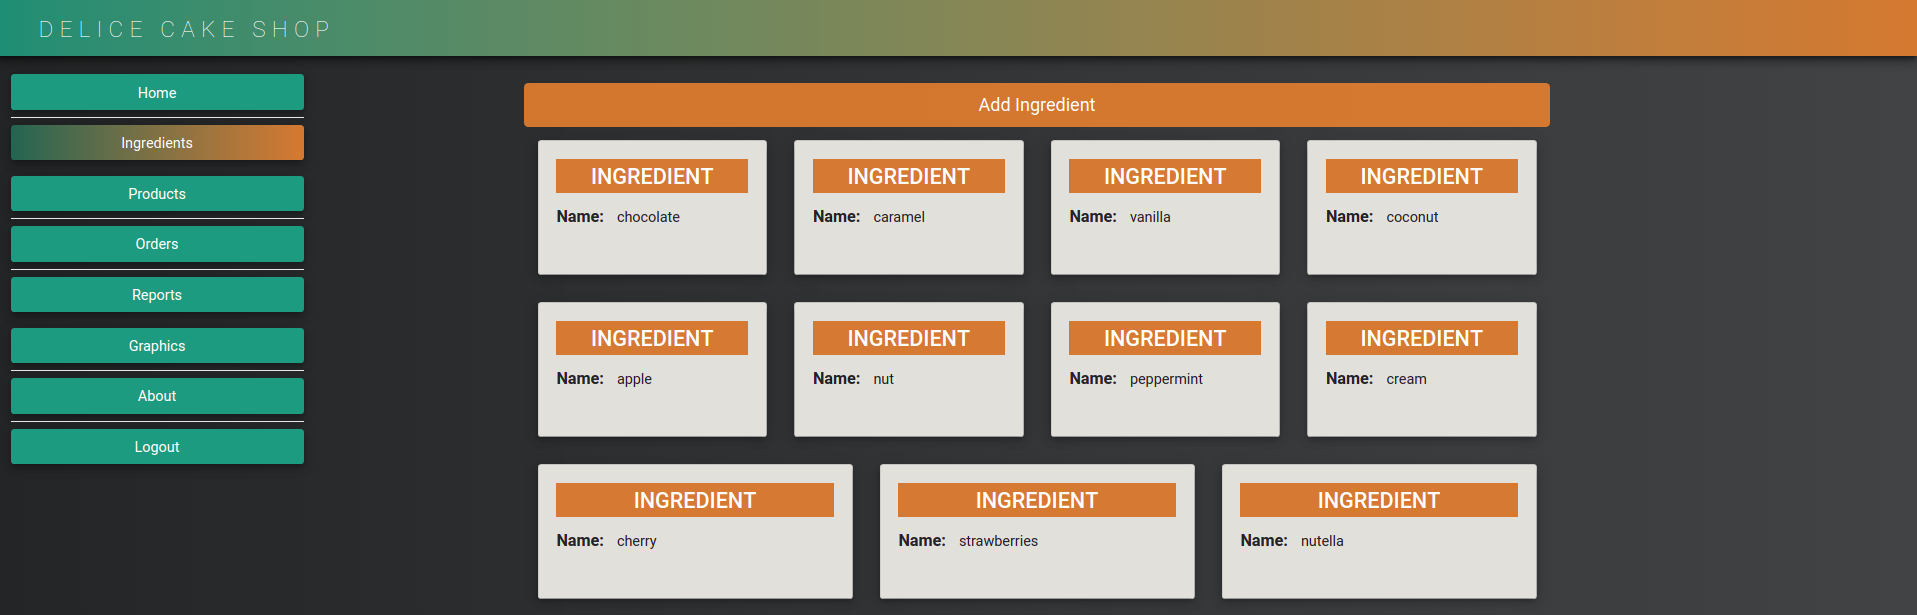 DELICE CAKE SHOP
Home
Ingredients
Products
Orders
Reports
Graphics
About
Logout
Add Ingredient
INGREDIENT INGREDIENT INGREDIENT INGREDIENT
Name: chocolate Name: caramel Name: vanilla Name: coconut
INGREDIENT INGREDIENT INGREDIENT INGREDIENT
Name: apple Name: nut Name: peppermint Name: cream
INGREDIENT INGREDIENT INGREDIENT
Name: cherry Name: strawberries Name: nutella